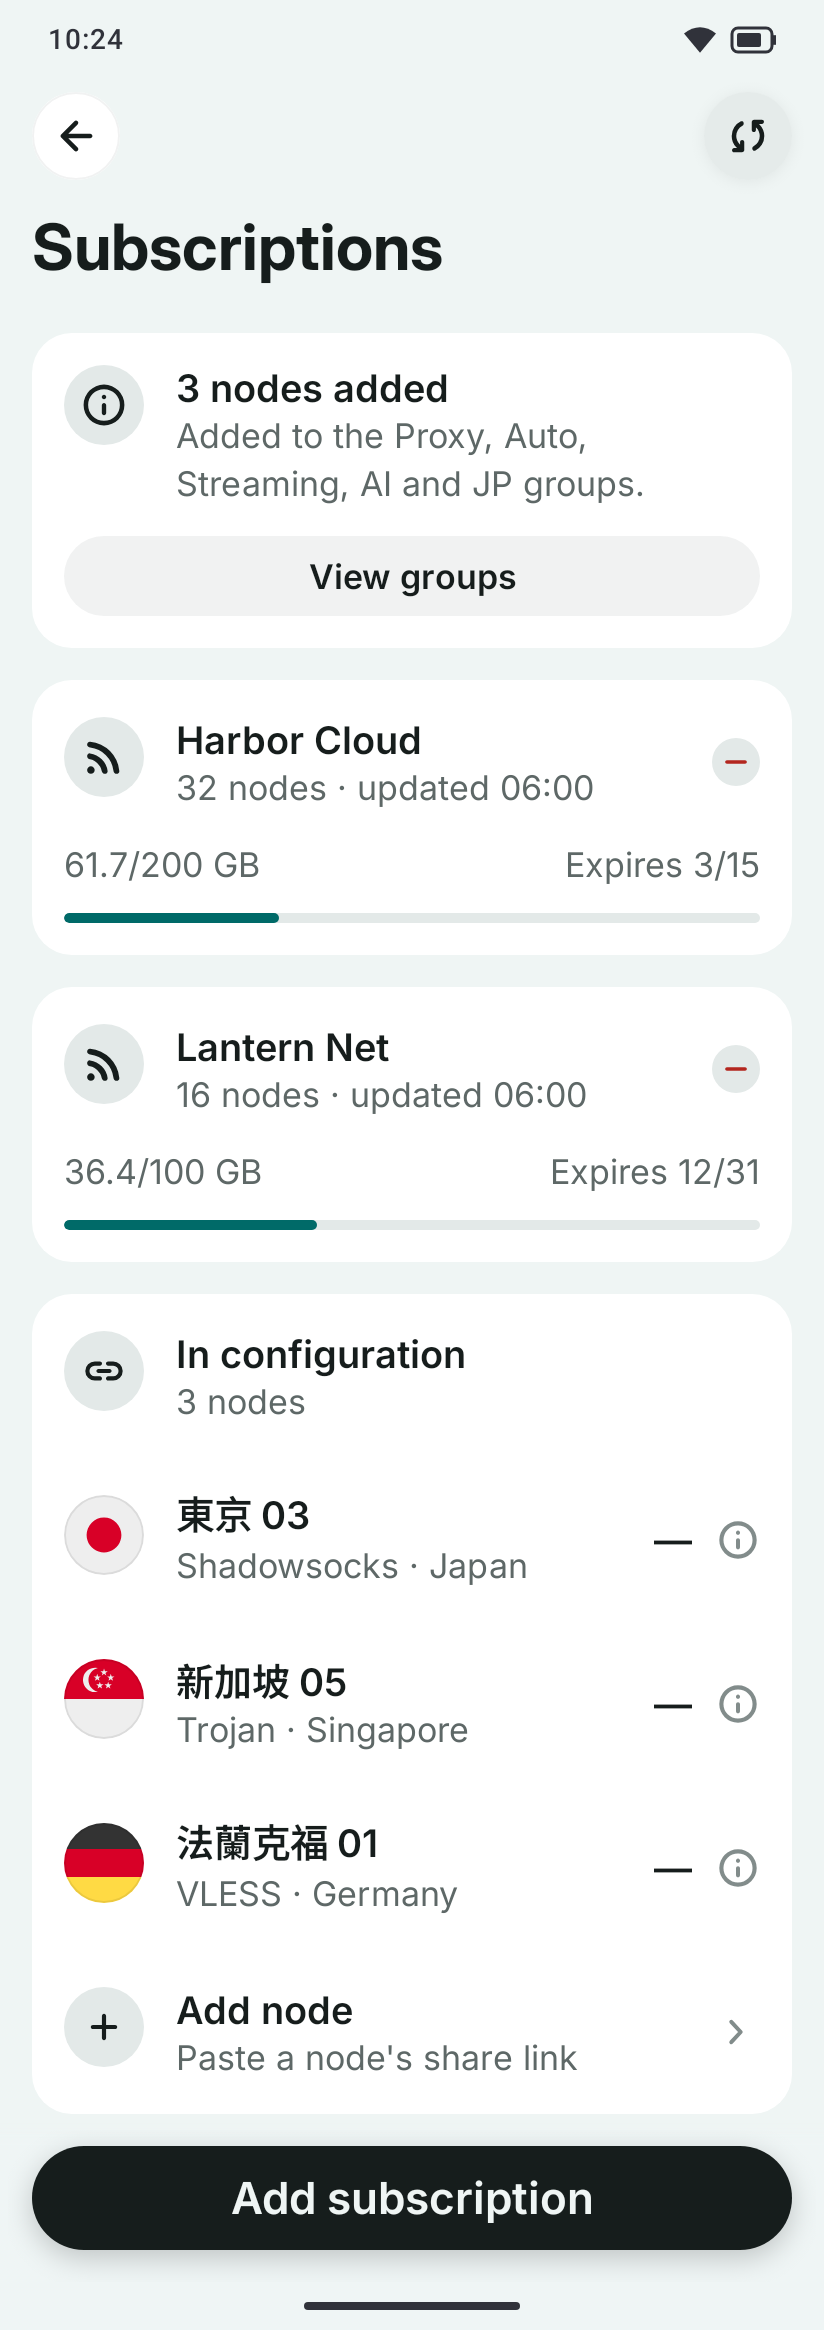 10:24
Subscriptions
3 nodes added
Added to the Proxy, Auto,
Streaming, AI and JP groups.
View groups
Harbor Cloud
32 nodes · updated 06:00
61.7/200 GB
Expires 3/15
Lantern Net
16 nodes · updated 06:00
36.4/100 GB
Expires 12/31
In configuration
3 nodes
東京 03
Shadowsocks · Japan
—
新加坡 05
Trojan · Singapore
—
法蘭克福 01
VLESS · Germany
—
Add node
Paste a node's share link
Add subscription